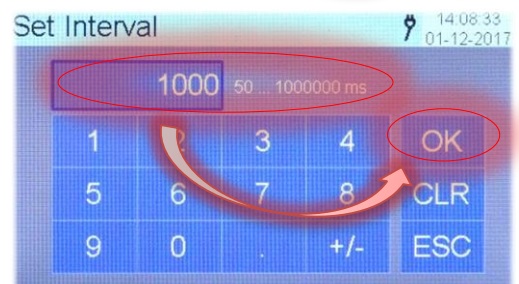 Set Interval
14:08:33
01-12-2017
1000 50 ... 1000000 ms
1 2 3 4 OK
5 6 7 8 CLR
9 0 . +/- ESC